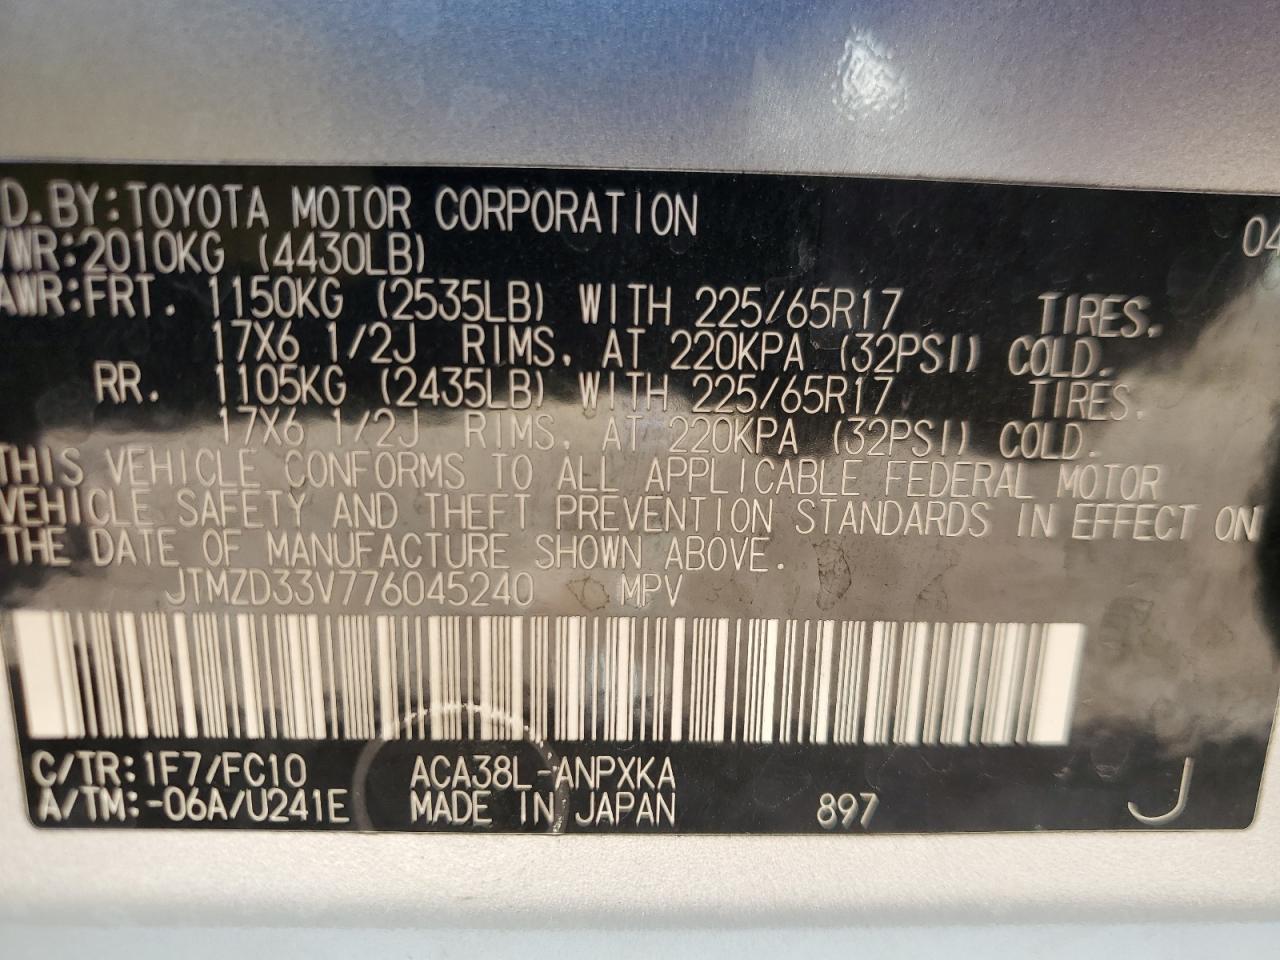 D. BY: TOYOTA MOTOR CORPORATION 04
VWR: 2010KG (4430LB)
AWR: FRT. 1150KG (2535LB) WITH 225/65R17 TIRES.
17X6 1/2J RIMS, AT 220KPA (32PSI) COLD.
RR. 1105KG (2435LB) WITH 225/65R17 TIRES.
17X6 1/2J RIMS, AT 220KPA (32PSI) COLD.
THIS VEHICLE CONFORMS TO ALL APPLICABLE FEDERAL MOTOR
VEHICLE SAFETY AND THEFT PREVENTION STANDARDS IN EFFECT ON
THE DATE OF MANUFACTURE SHOWN ABOVE.
JTMZD33V776045240 MPV
C/TR: 1F7/FC10 ACA38L-ANPXKA
A/TM: -06A/U241E MADE IN JAPAN 897 J